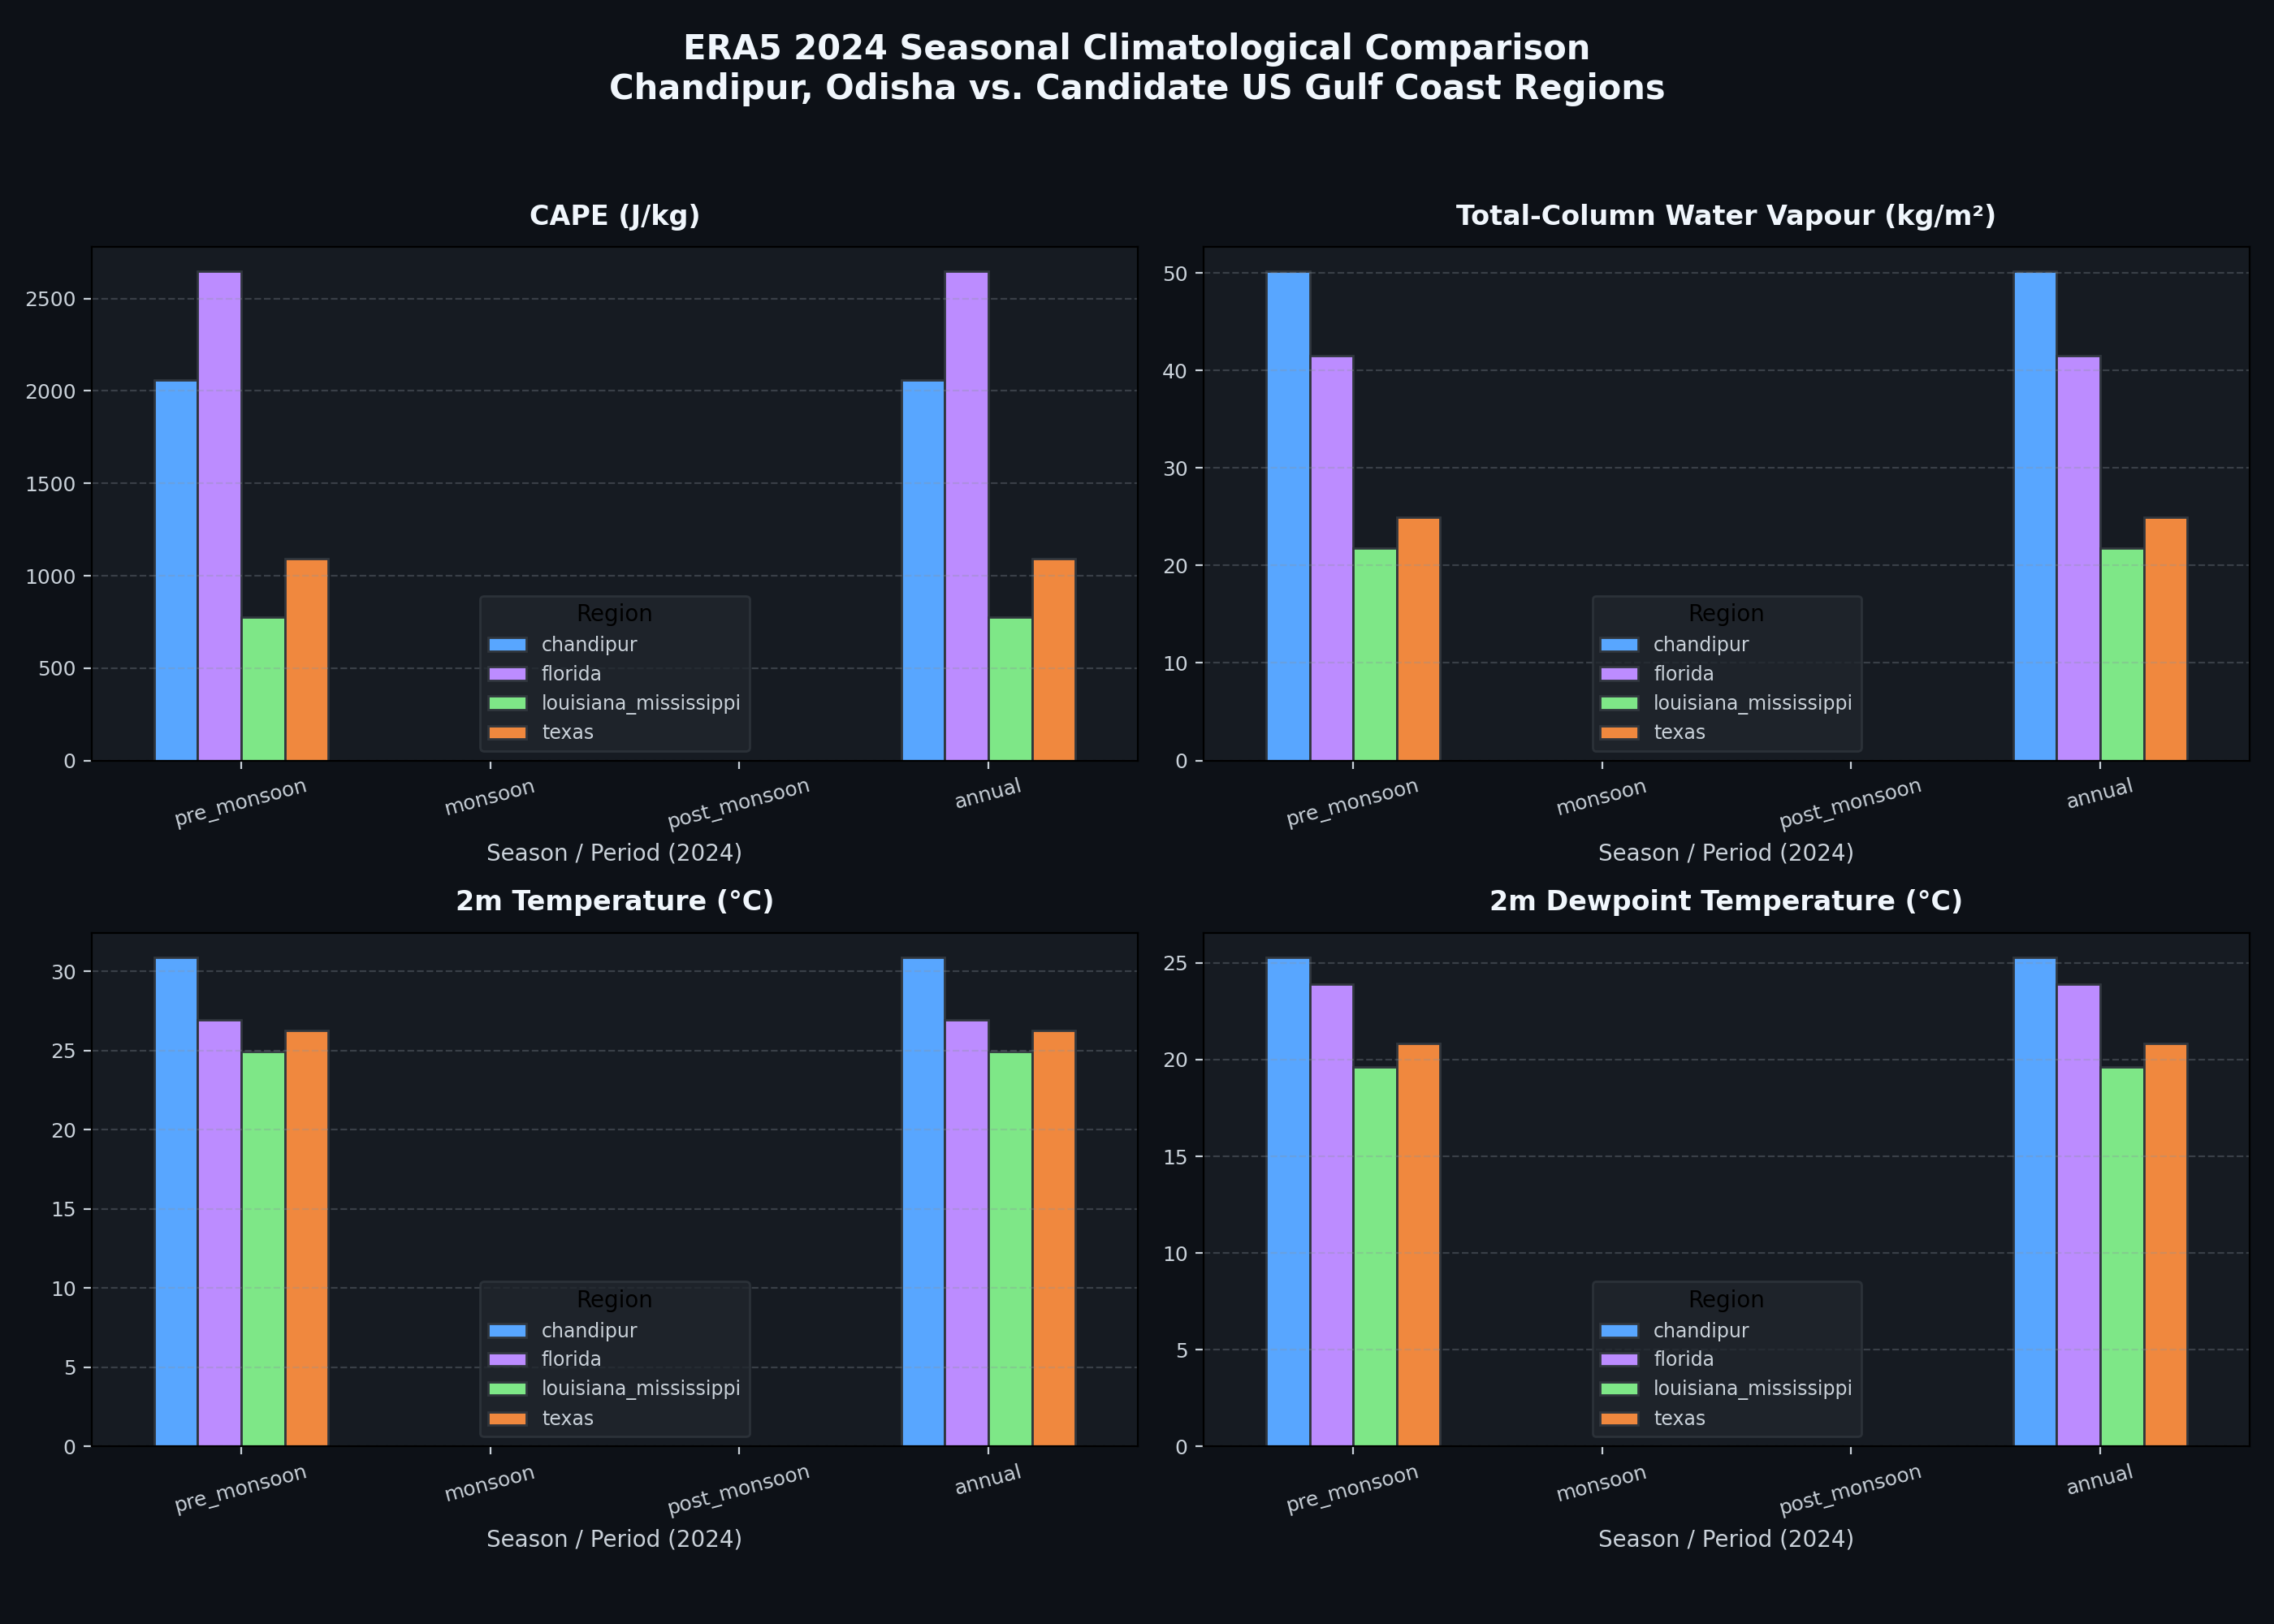 ERA5 2024 Seasonal Climatological Comparison
Chandipur, Odisha vs. Candidate US Gulf Coast Regions
CAPE (J/kg)
2500
2000
1500
1000
500
0
Region
chandipur
florida
louisiana_mississippi
texas
pre_monsoon
monsoon
post_monsoon
annual
Season / Period (2024)
Total-Column Water Vapour (kg/m²)
50
40
30
20
10
0
Region
chandipur
florida
louisiana_mississippi
texas
pre_monsoon
monsoon
post_monsoon
annual
Season / Period (2024)
2m Temperature (°C)
30
25
20
15
10
5
0
Region
chandipur
florida
louisiana_mississippi
texas
pre_monsoon
monsoon
post_monsoon
annual
Season / Period (2024)
2m Dewpoint Temperature (°C)
25
20
15
10
5
0
Region
chandipur
florida
louisiana_mississippi
texas
pre_monsoon
monsoon
post_monsoon
annual
Season / Period (2024)